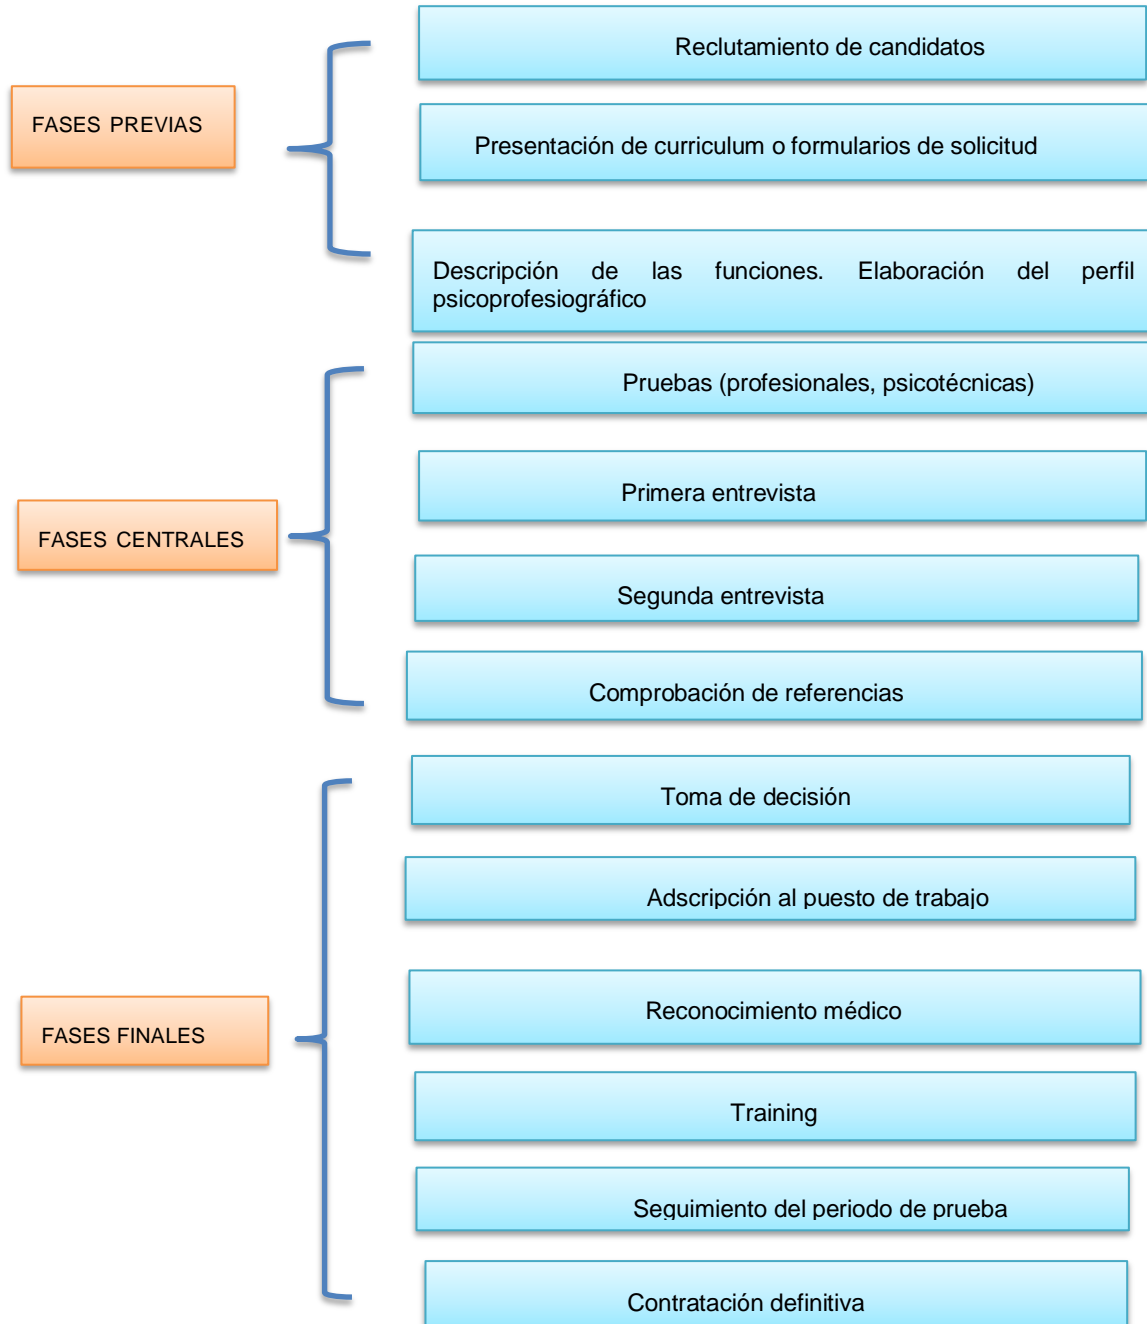 FASES PREVIAS
Reclutamiento de candidatos
Presentación de curriculum o formularios de solicitud
Descripción de las funciones. Elaboración del perfil
psicoprofesiográfico
FASES CENTRALES
Pruebas (profesionales, psicotécnicas)
Primera entrevista
Segunda entrevista
Comprobación de referencias
FASES FINALES
Toma de decisión
Adscripción al puesto de trabajo
Reconocimiento médico
Training
Seguimiento del periodo de prueba
Contratación definitiva